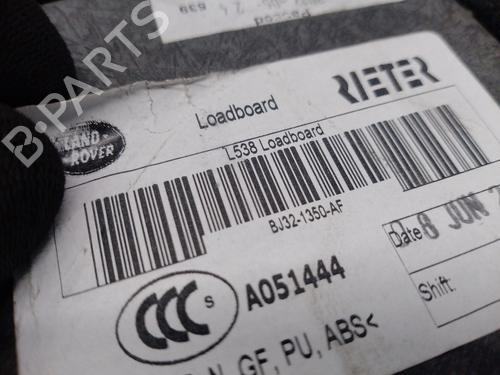 Passed
B-PARTS
LAND
ROVER
Loadboard
RIETER
L538 Loadboard
BJ32-1350-AF
CCC S
A051444
Date
8 JUN
Shift:
N, GF, PU, ABS<